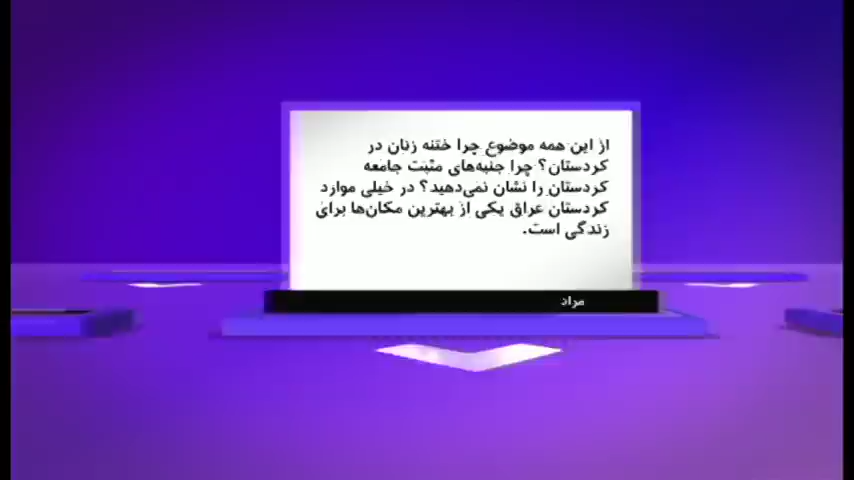 از این همه موضوع چرا ختنه زنان در
کردستان؟ چرا جنبه‌های مثبت جامعه
کردستان را نشان نمی‌دهید؟ در خیلی موارد
کردستان عراق یکی از بهترین مکان‌ها برای
زندگی است.
مراد